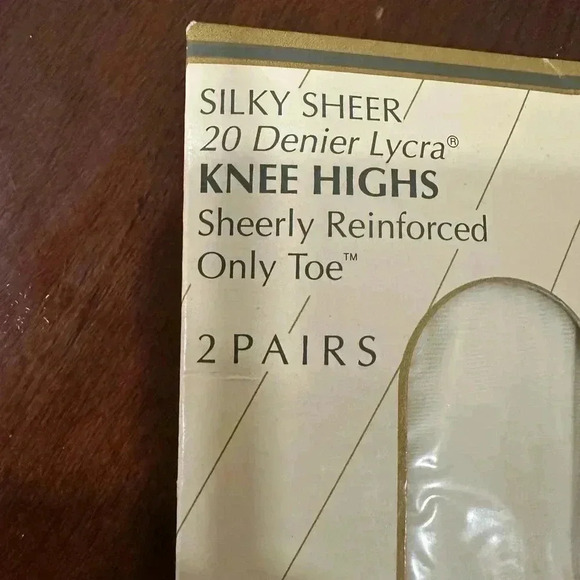 SILKY SHEER
20 Denier Lycra®
KNEE HIGHS
Sheerly Reinforced
Only Toe™
2 PAIRS